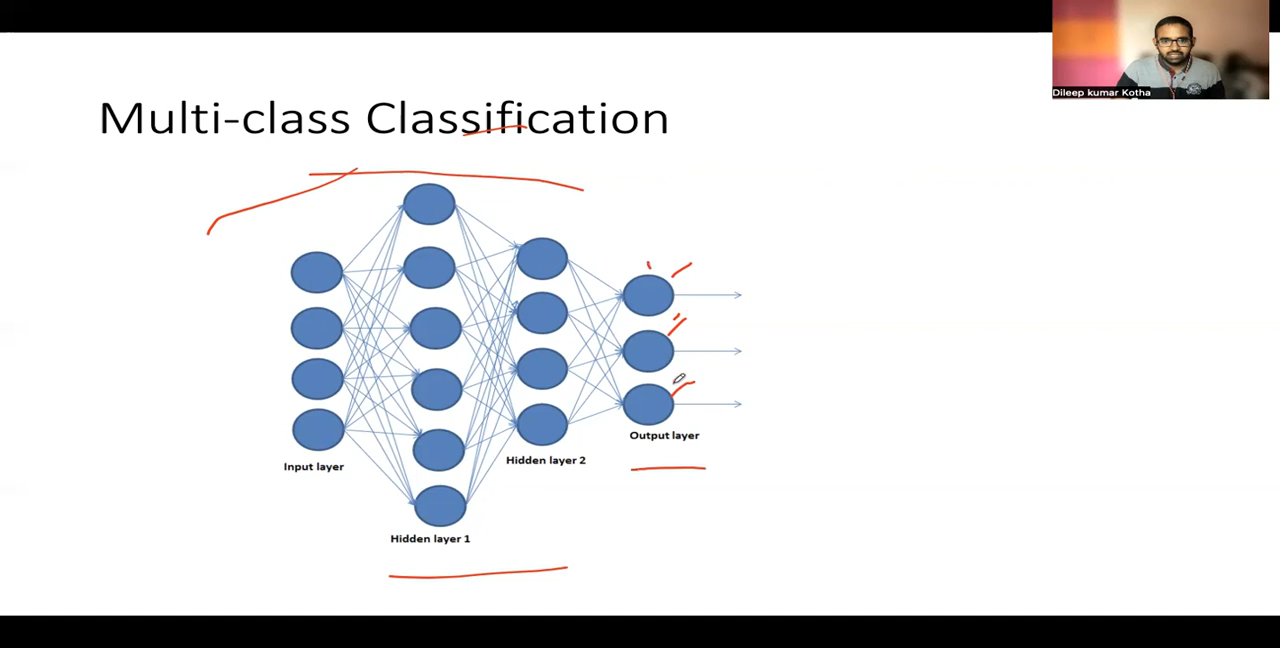 Dileep kumar Kotha
Multi-class Classification
Output layer
Hidden layer 2
Input layer
Hidden layer 1